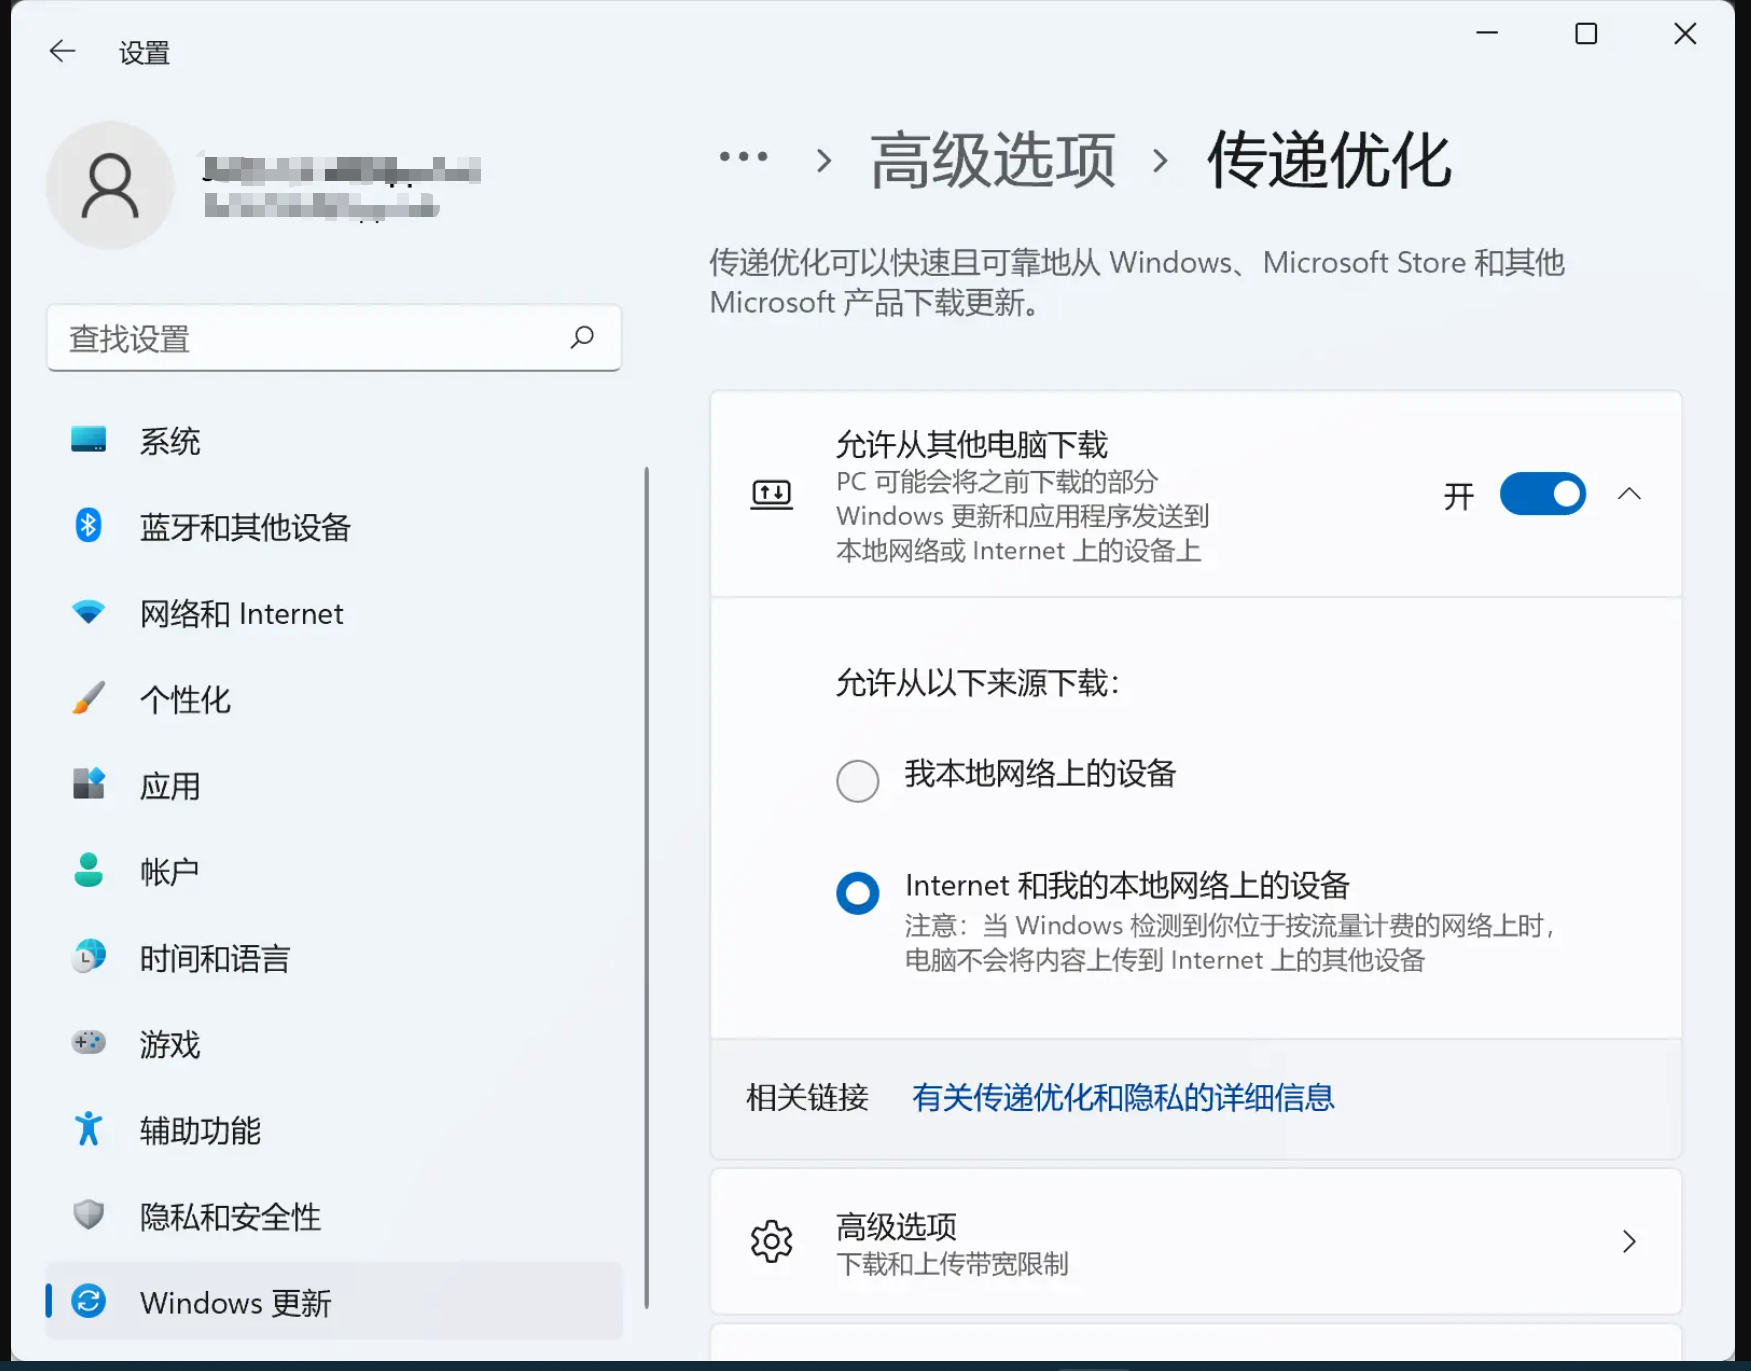 设置
查找设置
系统
蓝牙和其他设备
网络和 Internet
个性化
应用
帐户
时间和语言
游戏
辅助功能
隐私和安全性
Windows 更新
… › 高级选项 › 传递优化
传递优化可以快速且可靠地从 Windows、Microsoft Store 和其他
Microsoft 产品下载更新。
允许从其他电脑下载
PC 可能会将之前下载的部分
Windows 更新和应用程序发送到
本地网络或 Internet 上的设备上
开
允许从以下来源下载:
我本地网络上的设备
Internet 和我的本地网络上的设备
注意：当 Windows 检测到你位于按流量计费的网络上时，
电脑不会将内容上传到 Internet 上的其他设备
相关链接 有关传递优化和隐私的详细信息
高级选项
下载和上传带宽限制